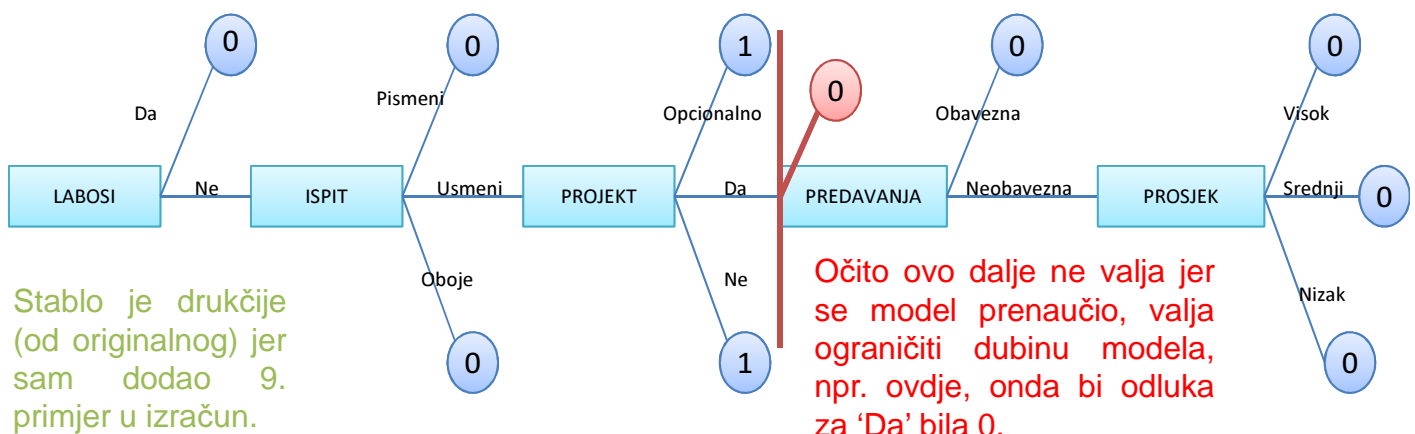 0
0
1
0
0
0
Da
Pismeni
Opcionalno
Obavezna
Visok
LABOSI
Ne
ISPIT
Usmeni
PROJEKT
Da
PREDAVANJA
Neobavezna
PROSJEK
Srednji
0
Oboje
Ne
Nizak
0
1
0
Stablo je drukčije
(od originalnog) jer
sam dodao 9.
primjer u izračun.
Očito ovo dalje ne valja jer
se model prenaučio, valja
ograničiti dubinu modela,
npr. ovdje, onda bi odluka
za ‘Da’ bila 0.